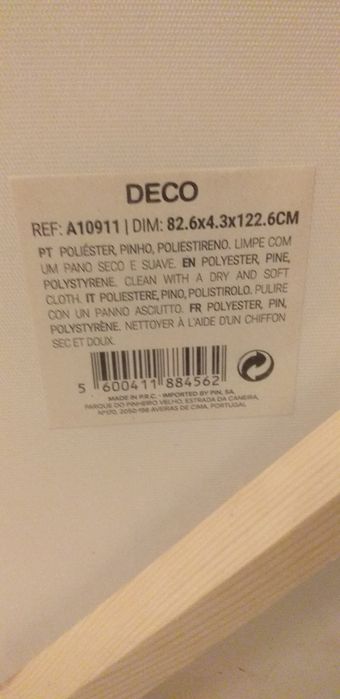 DECO
REF: A10911 | DIM: 82.6x4.3x122.6CM
PT POLIÉSTER, PINHO, POLIESTIRENO. LIMPE COM
UM PANO SECO E SUAVE. EN POLYESTER, PINE,
POLYSTYRENE. CLEAN WITH A DRY AND SOFT
CLOTH. IT POLIESTERE, PINO, POLISTIROLO. PULIRE
CON UN PANNO ASCIUTTO. FR POLYESTER, PIN,
POLYSTYRÈNE. NETTOYER À L'AIDE D'UN CHIFFON
SEC ET DOUX.
5 600411 884562
MADE IN P.R.C. - IMPORTED BY PIN, SA.
PARQUE DO PINHEIRO VELHO, ESTRADA DA CANEIRA,
Nº170, 2050-198 AVEIRAS DE CIMA, PORTUGAL